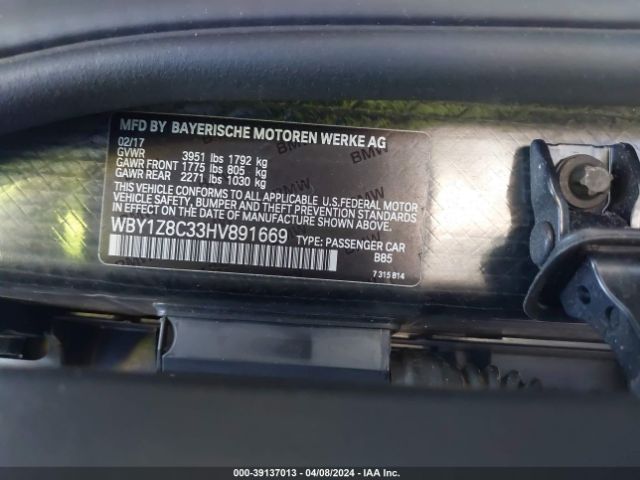 MFD BY BAYERISCHE MOTOREN WERKE AG
02/17
GVWR 3951 lbs 1792 kg
GAWR FRONT 1775 lbs 805 kg
GAWR REAR 2271 lbs 1030 kg
THIS VEHICLE CONFORMS TO ALL APPLICABLE U.S.FEDERAL MOTOR
VEHICLE SAFETY, BUMPER, AND THEFT PREVENTION STANDARDS
IN EFFECT ON THE DATE OF MANUFACTURE SHOWN ABOVE.
WBY1Z8C33HV891669 TYPE: PASSENGER CAR
B85
7 315 814
000-39137013 - 04/08/2024 - IAA Inc.